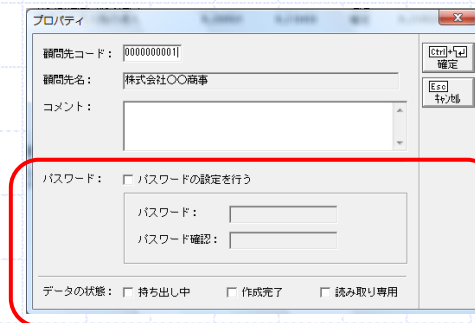 プロパティ
顧問先コード： 0000000001
顧問先名： 株式会社〇〇商事
コメント：
Ctrl+↵
確定
Esc
ｷｬﾝｾﾙ
パスワード： パスワードの設定を行う
パスワード：
パスワード確認：
データの状態： 持ち出し中 作成完了 読み取り専用